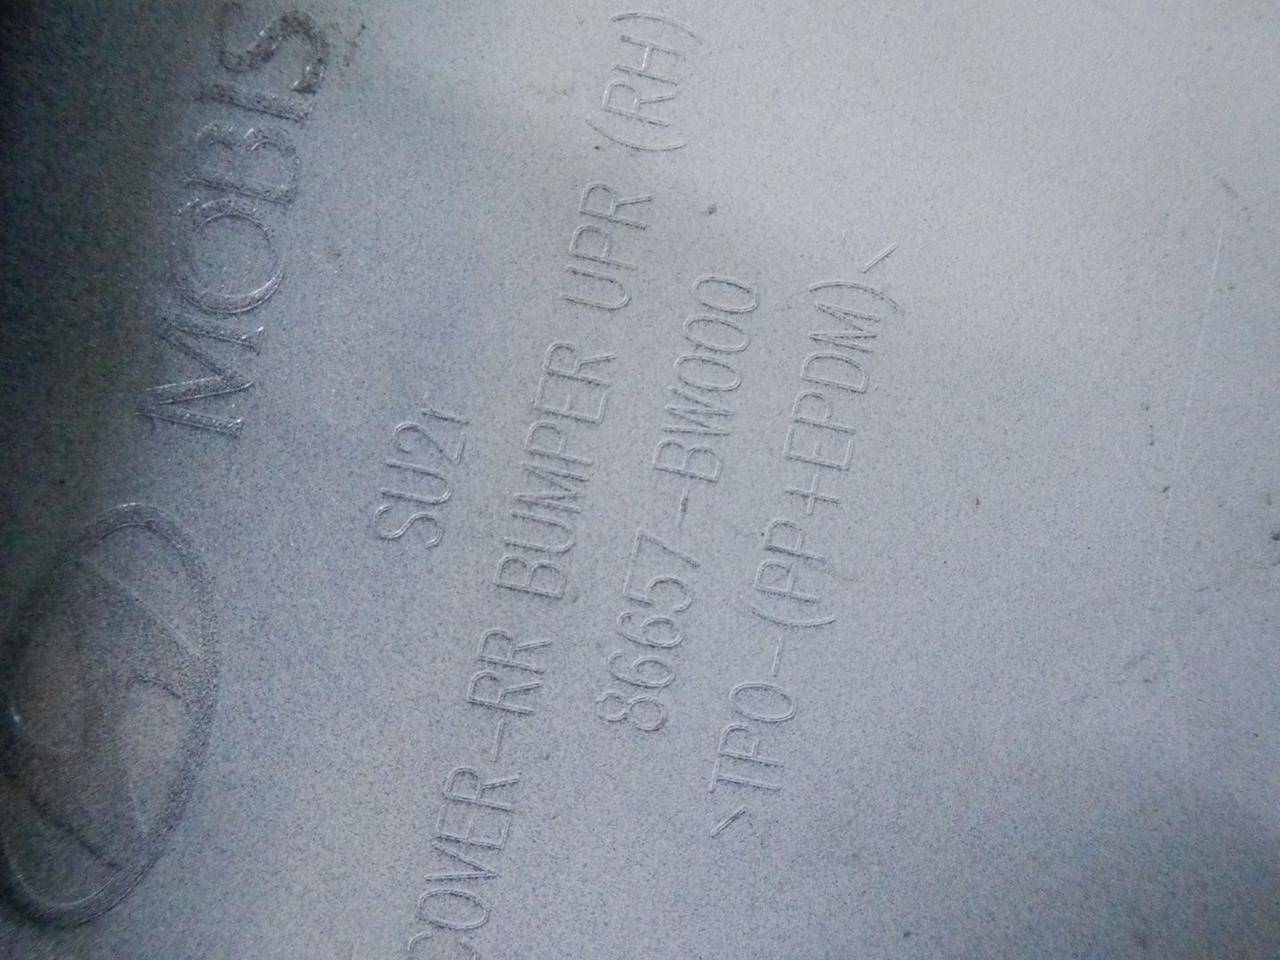 MOBIS
SU2i
COVER-RR BUMPER UPR (RH)
86657-BW000
>TPO-(PP+EPDM)<